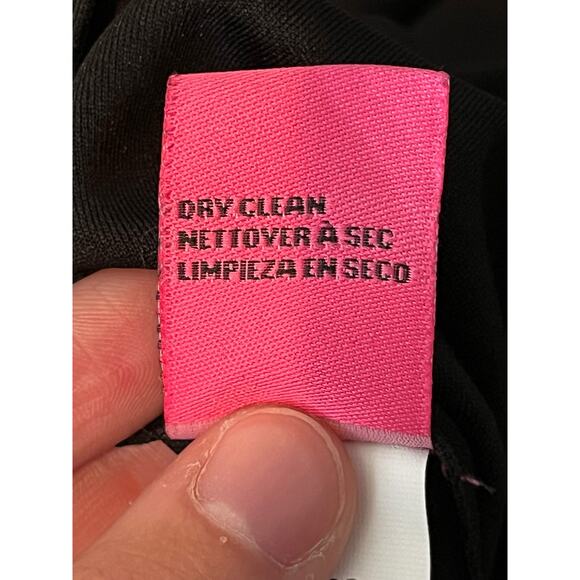 DRY CLEAN
NETTOYER À SEC
LIMPIEZA EN SECO